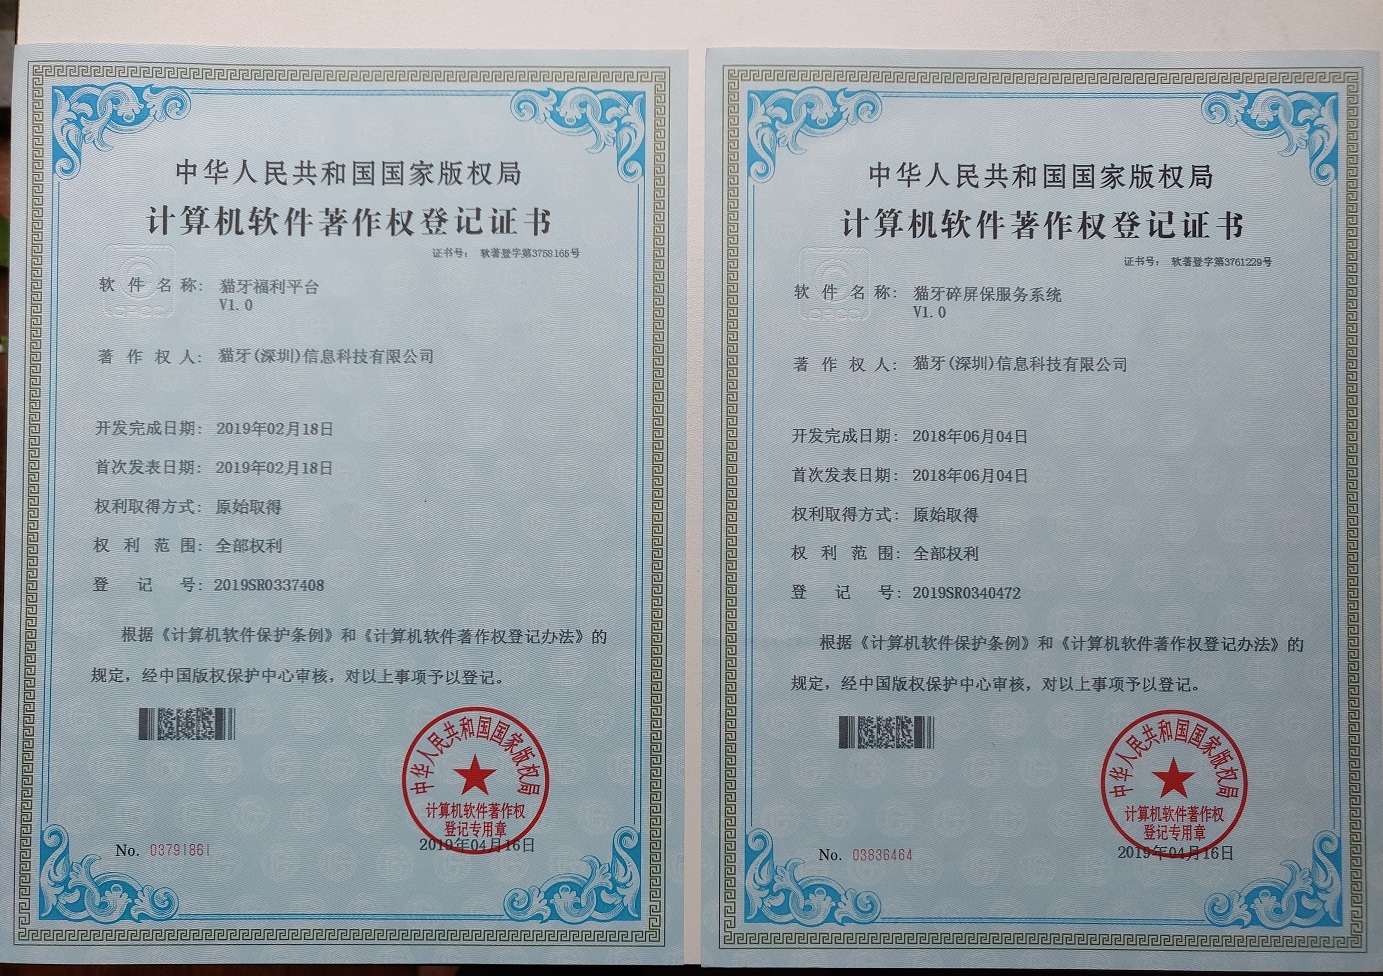 中华人民共和国国家版权局
计算机软件著作权登记证书
证书号： 软著登字第3758165号
CPCC
软件名称： 猫牙福利平台
V1.0
著作权人： 猫牙(深圳)信息科技有限公司
开发完成日期： 2019年02月18日
首次发表日期： 2019年02月18日
权利取得方式： 原始取得
权利范围： 全部权利
登记号： 2019SR0337408
根据《计算机软件保护条例》和《计算机软件著作权登记办法》的
规定，经中国版权保护中心审核，对以上事项予以登记。
中华人民共和国国家版权局
计算机软件著作权
登记专用章
No. 03791861
2019年04月16日
中华人民共和国国家版权局
计算机软件著作权登记证书
证书号： 软著登字第3761229号
CPCC
软件名称： 猫牙碎屏保服务系统
V1.0
著作权人： 猫牙(深圳)信息科技有限公司
开发完成日期： 2018年06月04日
首次发表日期： 2018年06月04日
权利取得方式： 原始取得
权利范围： 全部权利
登记号： 2019SR0340472
根据《计算机软件保护条例》和《计算机软件著作权登记办法》的
规定，经中国版权保护中心审核，对以上事项予以登记。
中华人民共和国国家版权局
计算机软件著作权
登记专用章
No. 03836464
2019年04月16日